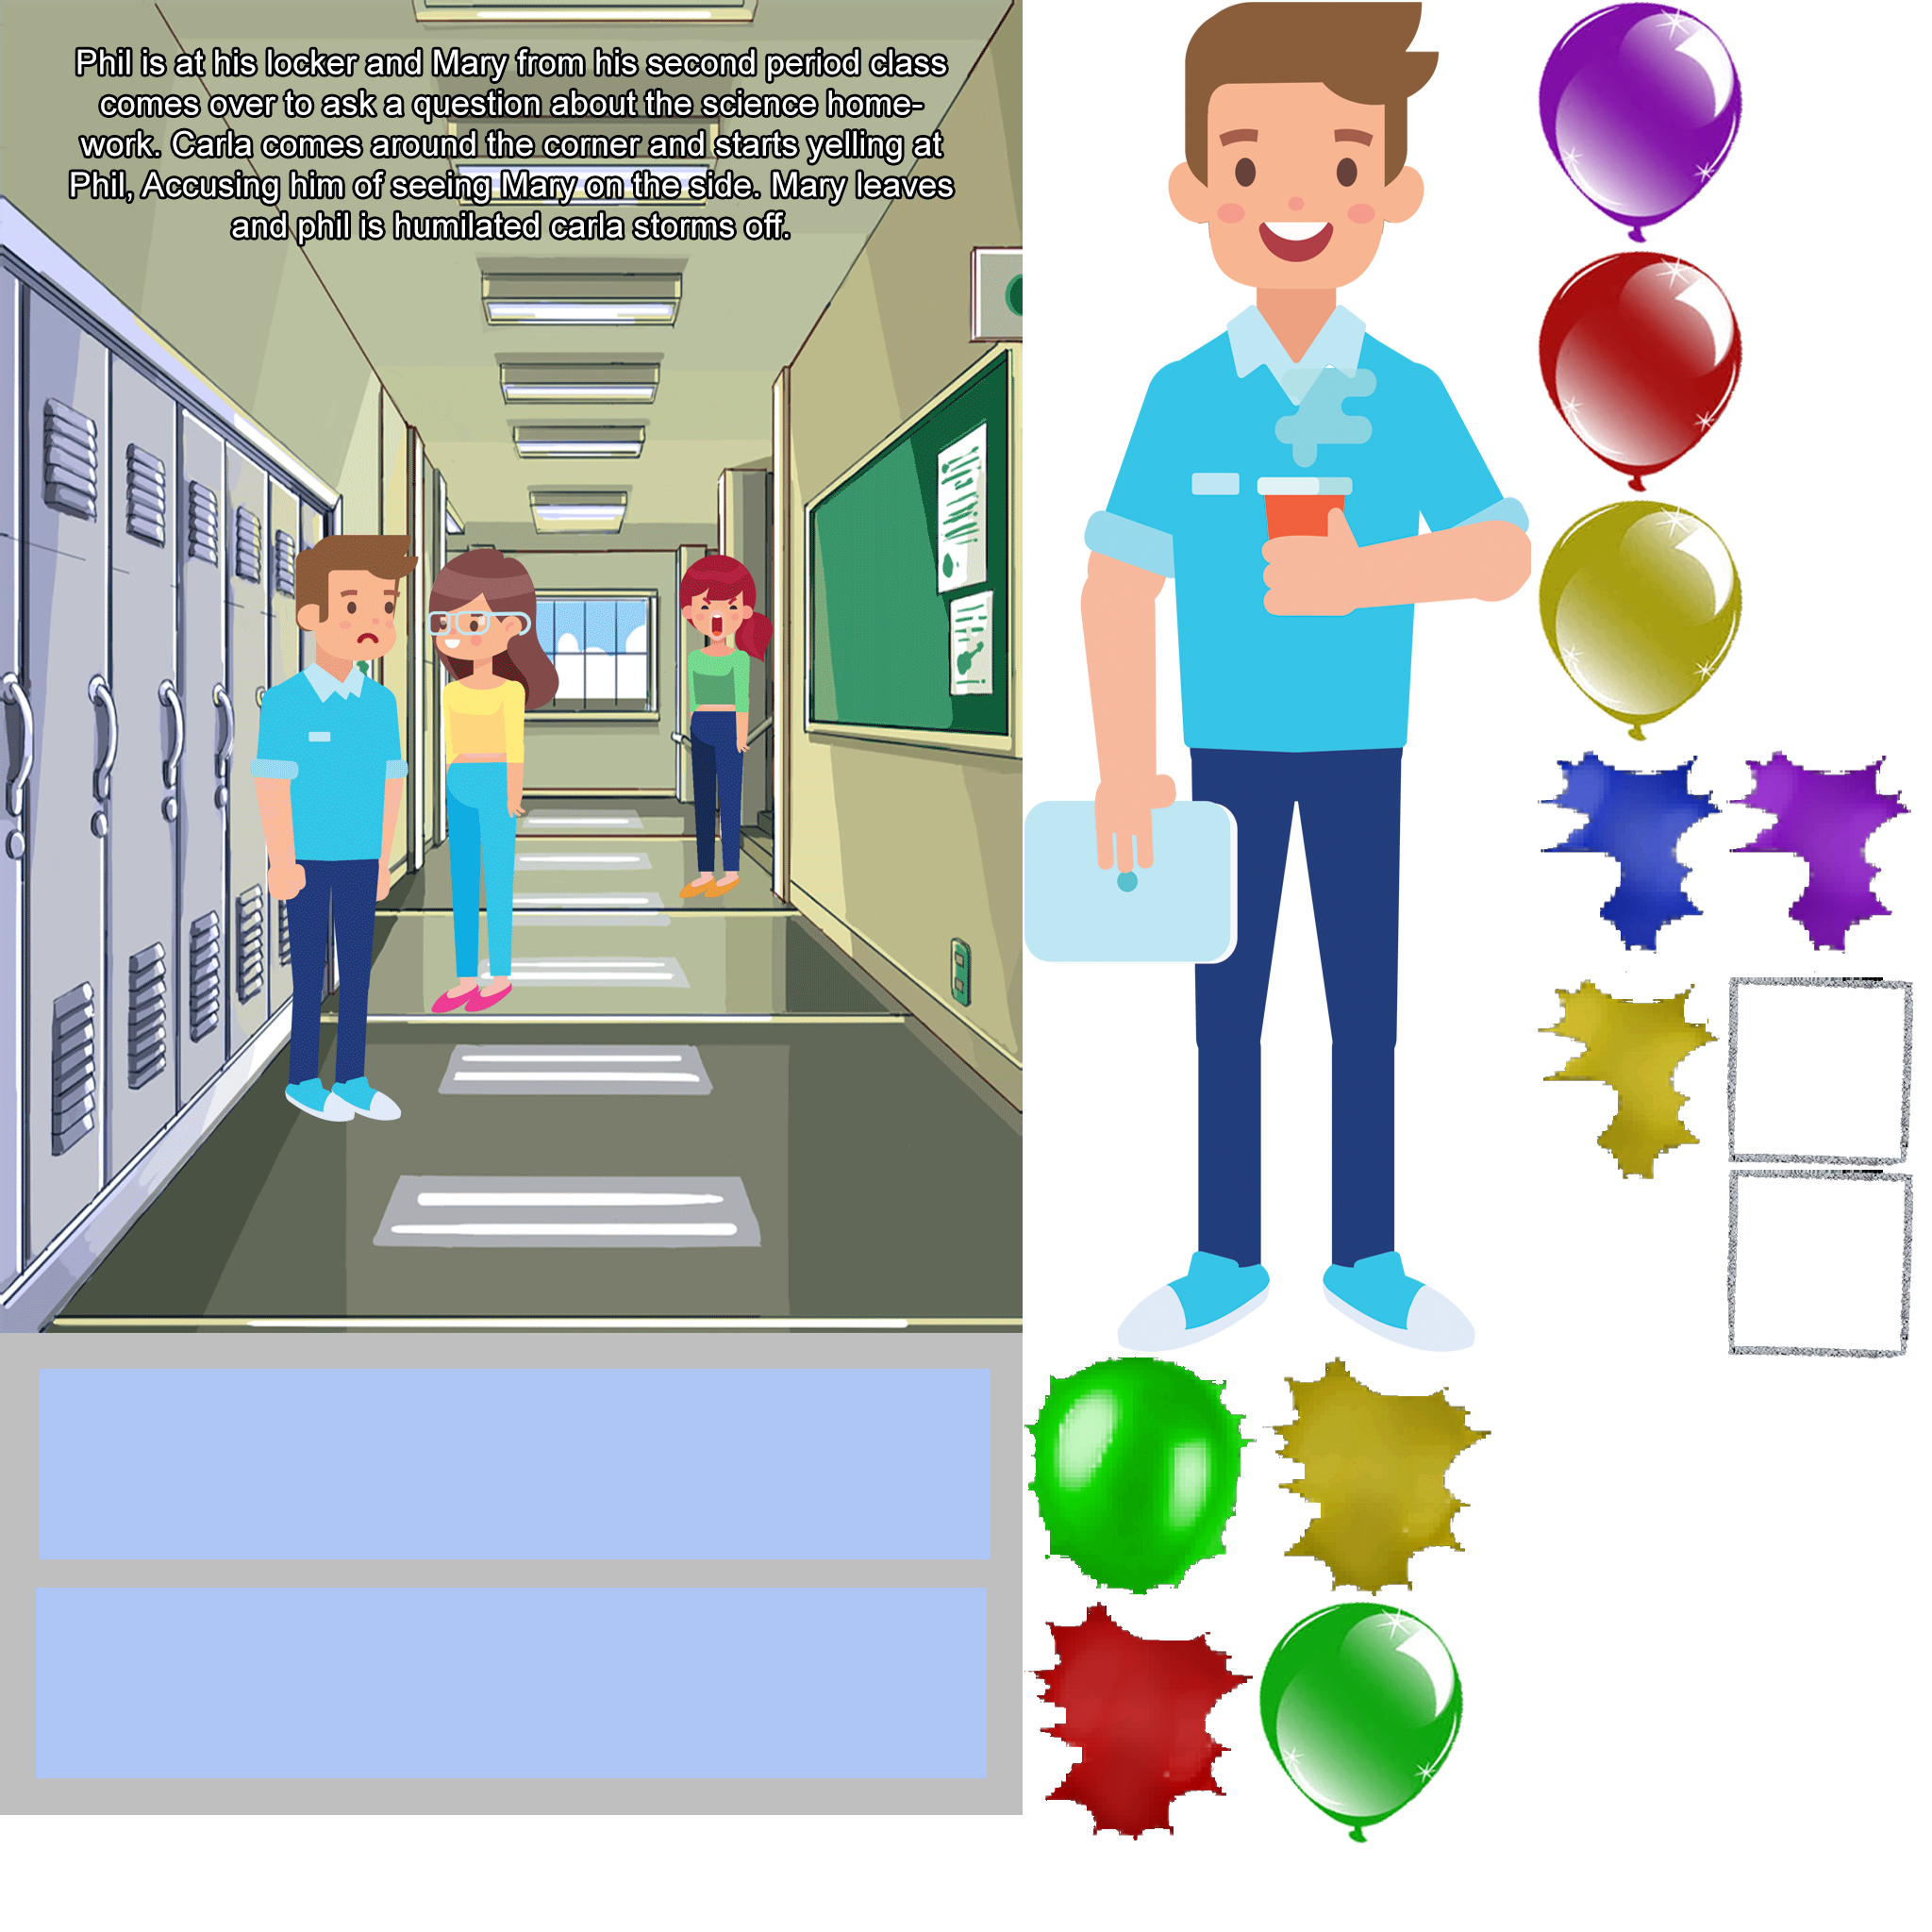 Phil is at his locker and Mary from his second period class
comes over to ask a question about the science home-
work. Carla comes around the corner and starts yelling at
Phil, Accusing him of seeing Mary on the side. Mary leaves
and phil is humilated carla storms off.